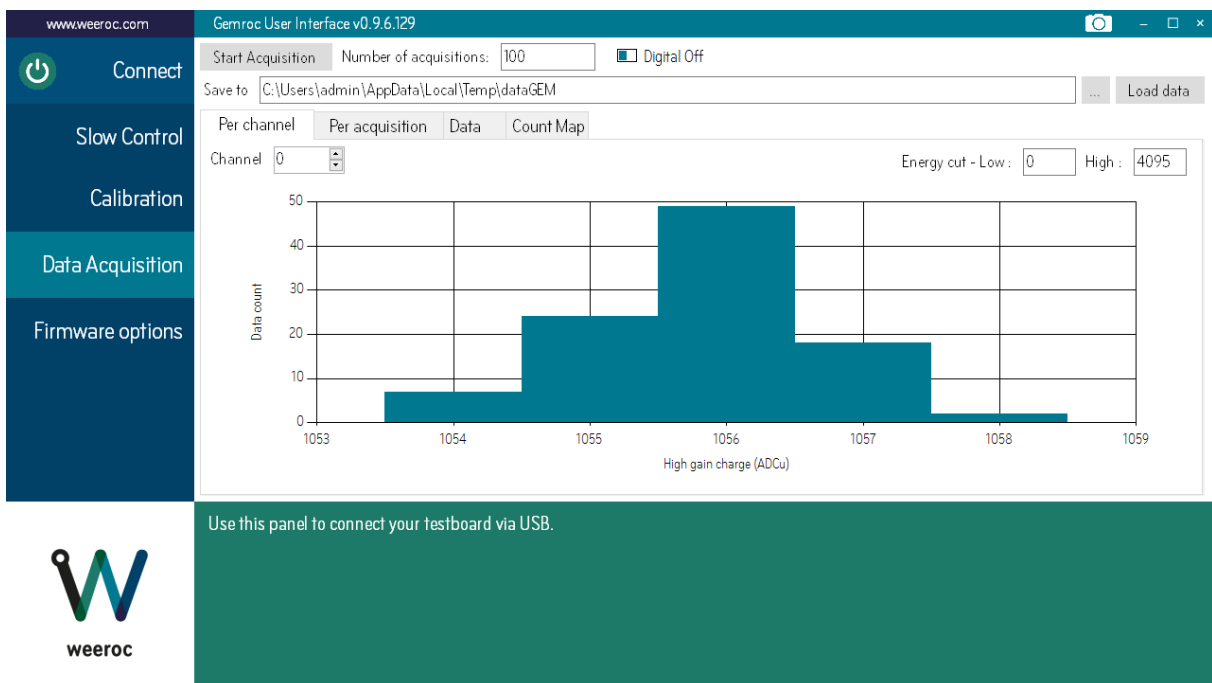 www.weeroc.com
Gemroc User Interface v0.9.6.129
Connect
Slow Control
Calibration
Data Acquisition
Firmware options
Start Acquisition Number of acquisitions: 100 Digital Off
Save to C:\Users\admin\AppData\Local\Temp\dataGEM ... Load data
Per channel Per acquisition Data Count Map
Channel 0 Energy cut - Low : 0 High : 4095
Data count
50
40
30
20
10
0
1053 1054 1055 1056 1057 1058 1059
High gain charge (ADCu)
Use this panel to connect your testboard via USB.
weeroc